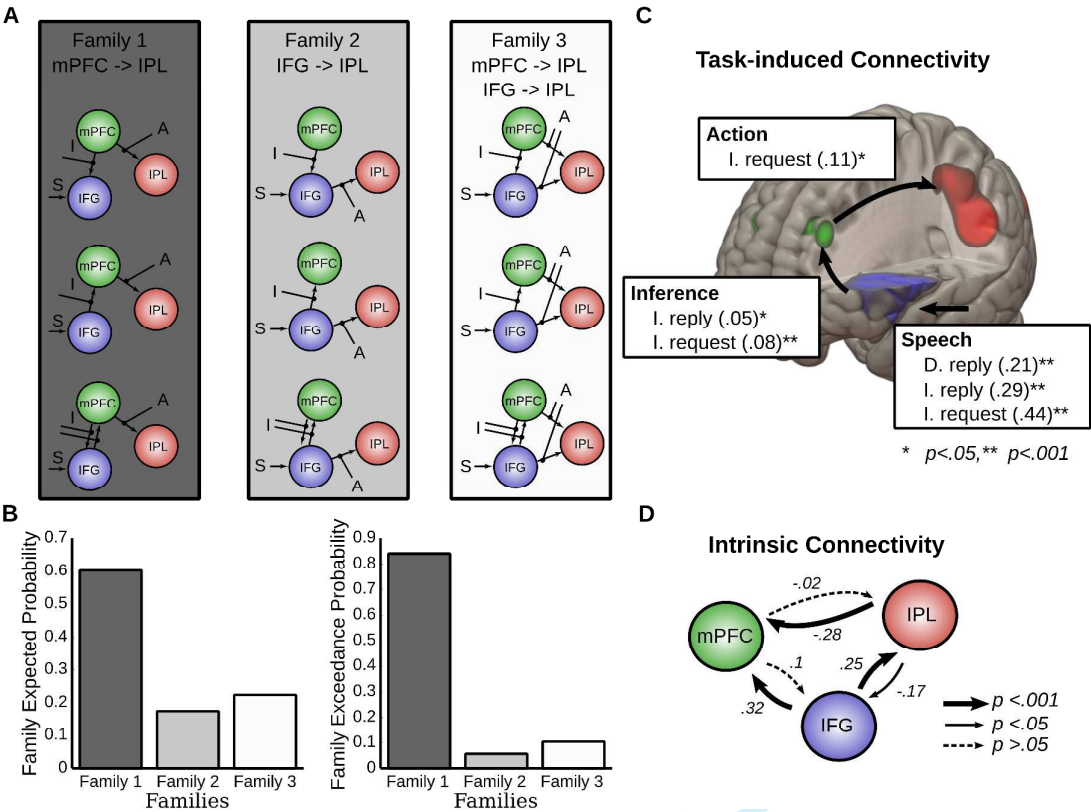 A
Family 1
mPFC -> IPL
mPFC
A
I
S
IFG
IPL
mPFC
A
I
S
IFG
IPL
mPFC
A
I
S
IFG
IPL
Family 2
IFG -> IPL
mPFC
I
IPL
S
IFG
A
mPFC
I
IPL
S
IFG
A
mPFC
I
IPL
S
IFG
A
Family 3
mPFC -> IPL
IFG -> IPL
A
mPFC
I
IPL
S
IFG
A
mPFC
I
IPL
S
IFG
A
mPFC
I
IPL
S
IFG
B
Family Expected Probability
0.7
0.6
0.5
0.4
0.3
0.2
0.1
0
Family 1 Family 2 Family 3
Families
Family Exceedance Probability
0.9
0.8
0.7
0.6
0.5
0.4
0.3
0.2
0.1
0
Family 1 Family 2 Family 3
Families
C
Task-induced Connectivity
Action
I. request (.11)*
Inference
I. reply (.05)*
I. request (.08)**
Speech
D. reply (.21)**
I. reply (.29)**
I. request (.44)**
* p<.05,** p<.001
D
Intrinsic Connectivity
-.02
mPFC
IPL
-.28
.1
.25
-.17
.32
IFG
p <.001
p <.05
p >.05